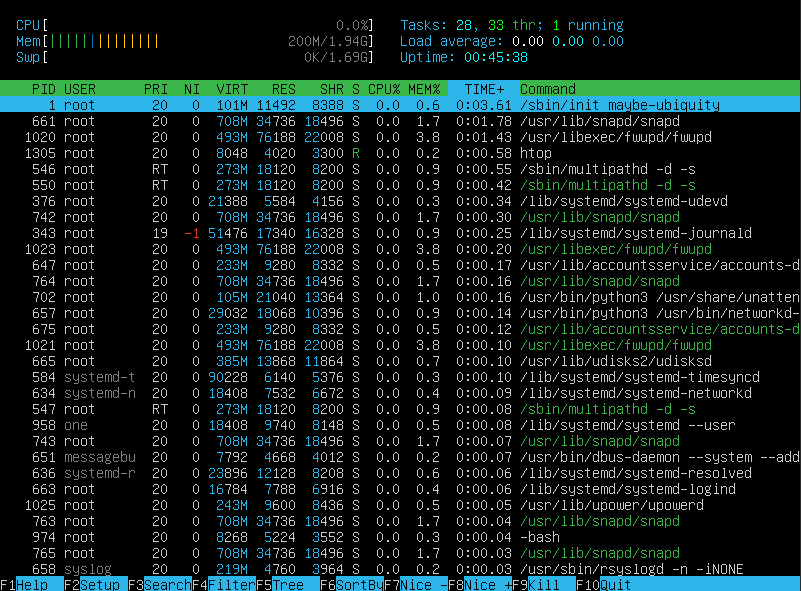 CPU[ 0.0%] Tasks: 28, 33 thr; 1 running
Mem[||||||||||||||| 200M/1.94G] Load average: 0.00 0.00 0.00
Swp[ 0K/1.69G] Uptime: 00:45:38
PID USER PRI NI VIRT RES SHR S CPU% MEM% TIME+ Command
1 root 20 0 101M 11492 8388 S 0.0 0.6 0:03.61 /sbin/init maybe-ubiquity
661 root 20 0 708M 34736 18496 S 0.0 1.7 0:01.78 /usr/lib/snapd/snapd
1020 root 20 0 493M 76188 22008 S 0.0 3.8 0:01.43 /usr/libexec/fwupd/fwupd
1305 root 20 0 8048 4020 3300 R 0.0 0.2 0:00.58 htop
546 root RT 0 273M 18120 8200 S 0.0 0.9 0:00.55 /sbin/multipathd -d -s
550 root RT 0 273M 18120 8200 S 0.0 0.9 0:00.42 /sbin/multipathd -d -s
376 root 20 0 21388 5584 4156 S 0.0 0.3 0:00.34 /lib/systemd/systemd-udevd
742 root 20 0 708M 34736 18496 S 0.0 1.7 0:00.30 /usr/lib/snapd/snapd
343 root 19 -1 51476 17340 16328 S 0.0 0.9 0:00.25 /lib/systemd/systemd-journald
1023 root 20 0 493M 76188 22008 S 0.0 3.8 0:00.20 /usr/libexec/fwupd/fwupd
647 root 20 0 233M 9280 8332 S 0.0 0.5 0:00.17 /usr/lib/accountsservice/accounts-d
764 root 20 0 708M 34736 18496 S 0.0 1.7 0:00.16 /usr/lib/snapd/snapd
702 root 20 0 105M 21040 13364 S 0.0 1.0 0:00.16 /usr/bin/python3 /usr/share/unatten
657 root 20 0 29032 18068 10396 S 0.0 0.9 0:00.14 /usr/bin/python3 /usr/bin/networkd-
675 root 20 0 233M 9280 8332 S 0.0 0.5 0:00.12 /usr/lib/accountsservice/accounts-d
1021 root 20 0 493M 76188 22008 S 0.0 3.8 0:00.10 /usr/libexec/fwupd/fwupd
665 root 20 0 385M 13868 11864 S 0.0 0.7 0:00.10 /usr/lib/udisks2/udisksd
584 systemd-t 20 0 90228 6140 5376 S 0.0 0.3 0:00.10 /lib/systemd/systemd-timesyncd
634 systemd-n 20 0 18408 7532 6672 S 0.0 0.4 0:00.09 /lib/systemd/systemd-networkd
547 root RT 0 273M 18120 8200 S 0.0 0.9 0:00.08 /sbin/multipathd -d -s
958 one 20 0 18408 9740 8148 S 0.0 0.5 0:00.08 /lib/systemd/systemd --user
743 root 20 0 708M 34736 18496 S 0.0 1.7 0:00.07 /usr/lib/snapd/snapd
651 messagebu 20 0 7792 4668 4012 S 0.0 0.2 0:00.07 /usr/bin/dbus-daemon --system --add
636 systemd-r 20 0 23896 12128 8208 S 0.0 0.6 0:00.06 /lib/systemd/systemd-resolved
663 root 20 0 16784 7788 6916 S 0.0 0.4 0:00.06 /lib/systemd/systemd-logind
1025 root 20 0 243M 9600 8436 S 0.0 0.5 0:00.05 /usr/lib/upower/upowerd
763 root 20 0 708M 34736 18496 S 0.0 1.7 0:00.04 /usr/lib/snapd/snapd
974 root 20 0 8268 5224 3552 S 0.0 0.3 0:00.04 -bash
765 root 20 0 708M 34736 18496 S 0.0 1.7 0:00.03 /usr/lib/snapd/snapd
658 syslog 20 0 219M 4760 3964 S 0.0 0.2 0:00.03 /usr/sbin/rsyslogd -n -iNONE
F1Help F2Setup F3SearchF4FilterF5Tree F6SortByF7Nice -F8Nice +F9Kill F10Quit